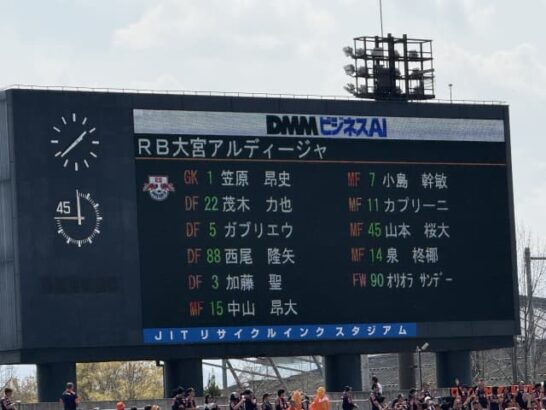 DMM ビジネスAI
RB大宮アルディージャ
GK 1 笠原 昂史
DF 22 茂木 力也
DF 5 ガブリエウ
DF 88 西尾 隆矢
DF 3 加藤 聖
MF 15 中山 昂大
MF 7 小島 幹敏
MF 11 カプリーニ
MF 45 山本 桜大
MF 14 泉 柊椰
FW 90 オリオラ サンデー
45
JIT リサイクルインク スタジアム